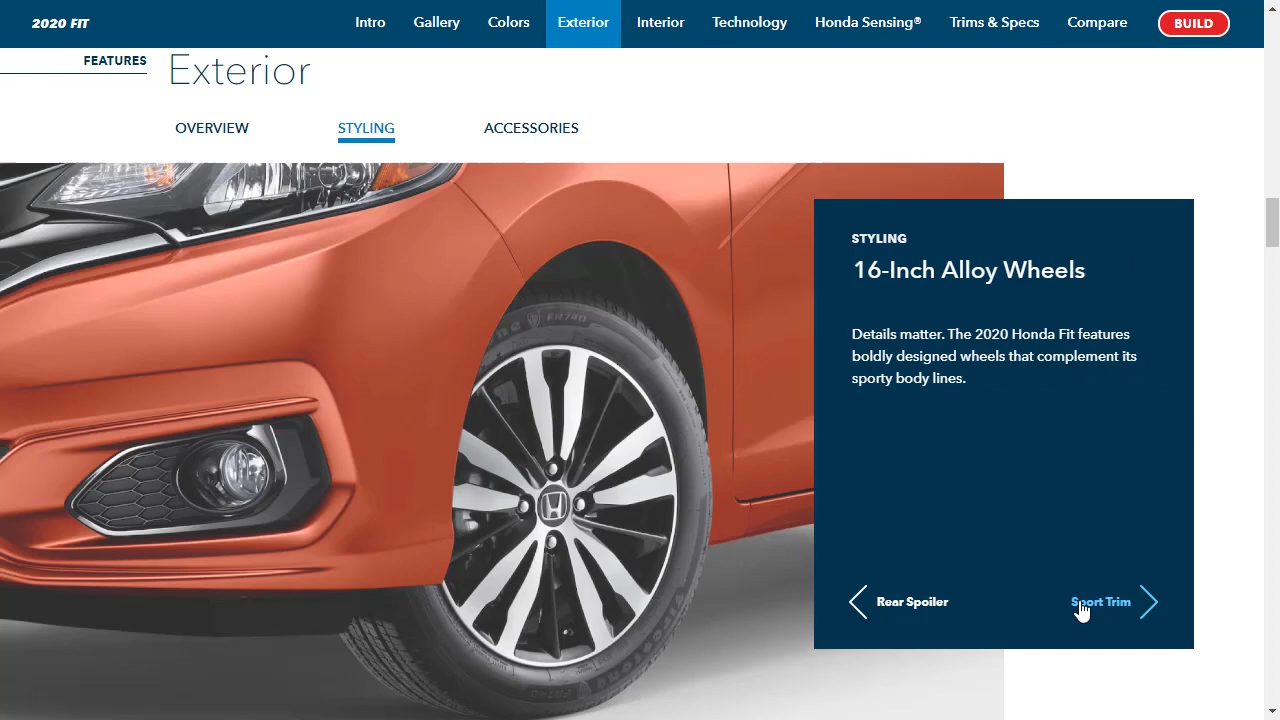 2020 FIT
Intro
Gallery
Colors
Exterior
Interior
Technology
Honda Sensing®
Trims & Specs
Compare
BUILD
FEATURES
Exterior
OVERVIEW
STYLING
ACCESSORIES
STYLING
16-Inch Alloy Wheels
Details matter. The 2020 Honda Fit features
boldly designed wheels that complement its
sporty body lines.
Rear Spoiler
Sport Trim